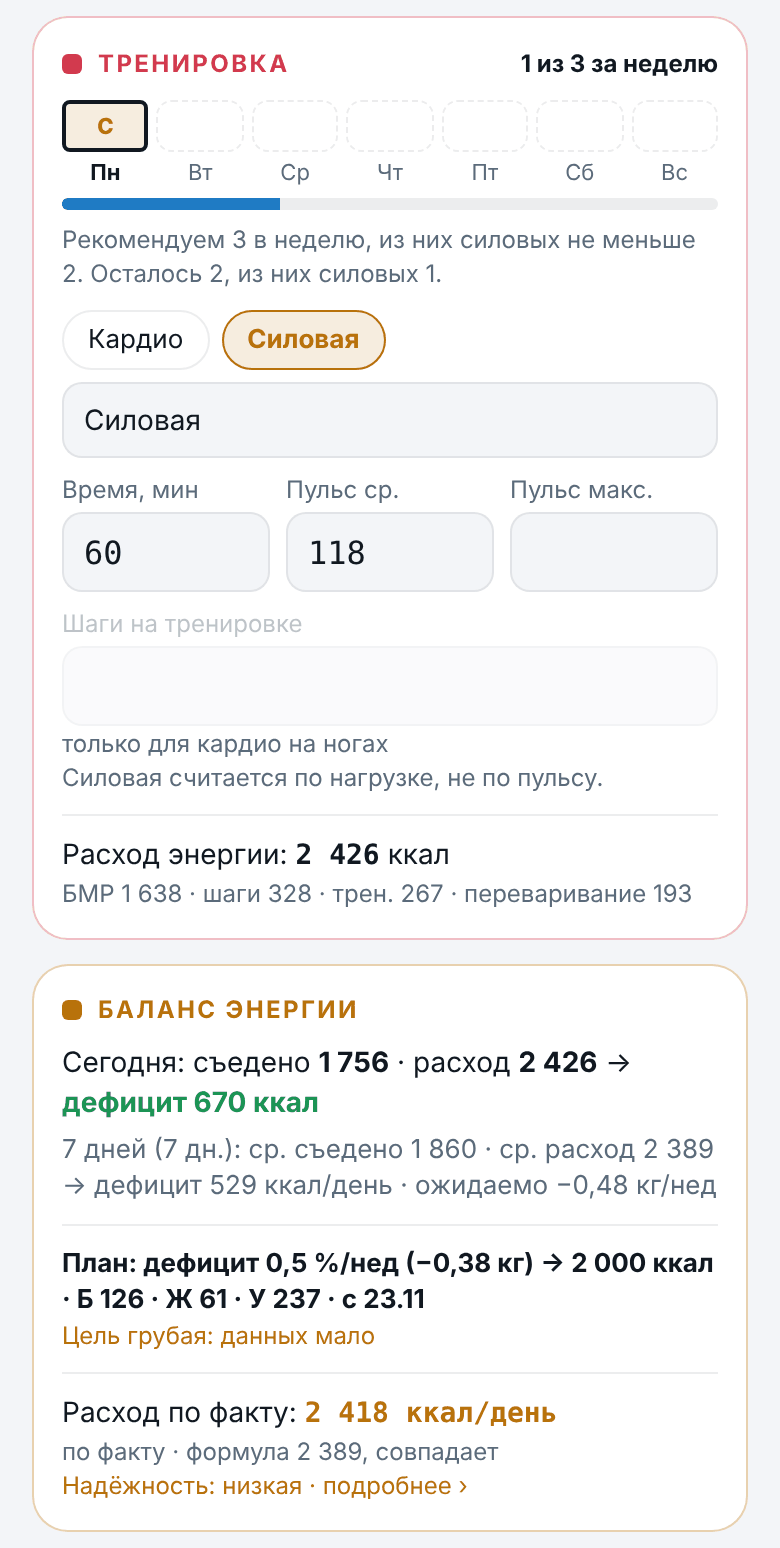 ТРЕНИРОВКА 1 из 3 за неделю
С
Пн Вт Ср Чт Пт Сб Вс
Рекомендуем 3 в неделю, из них силовых не меньше
2. Осталось 2, из них силовых 1.
Кардио Силовая
Силовая
Время, мин Пульс ср. Пульс макс.
60 118
Шаги на тренировке
только для кардио на ногах
Силовая считается по нагрузке, не по пульсу.
Расход энергии: 2 426 ккал
БМР 1 638 · шаги 328 · трен. 267 · переваривание 193
БАЛАНС ЭНЕРГИИ
Сегодня: съедено 1 756 · расход 2 426 →
дефицит 670 ккал
7 дней (7 дн.): ср. съедено 1 860 · ср. расход 2 389
→ дефицит 529 ккал/день · ожидаемо −0,48 кг/нед
План: дефицит 0,5 %/нед (−0,38 кг) → 2 000 ккал
· Б 126 · Ж 61 · У 237 · с 23.11
Цель грубая: данных мало
Расход по факту: 2 418 ккал/день
по факту · формула 2 389, совпадает
Надёжность: низкая · подробнее ›